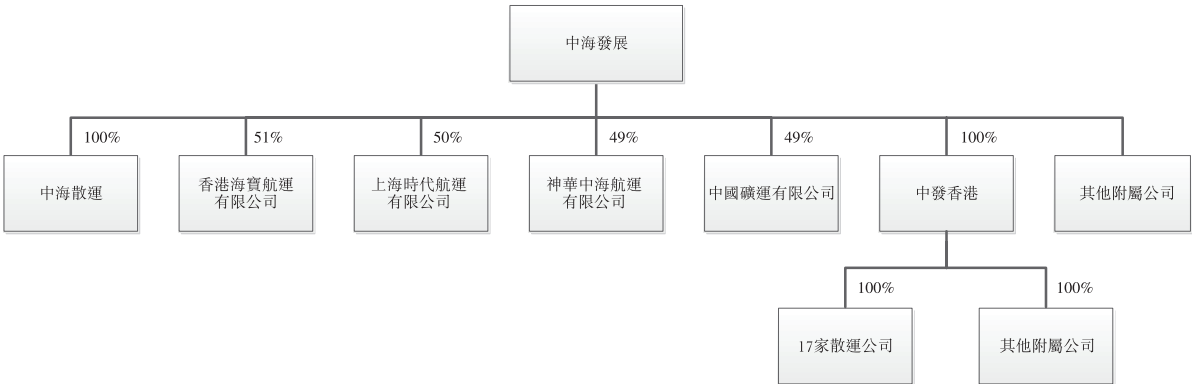 中海發展
100%
51%
50%
49%
49%
100%
中海散運
香港海寶航運
有限公司
上海時代航運
有限公司
神華中海航運
有限公司
中國礦運有限公司
中發香港
其他附屬公司
100%
100%
17家散運公司
其他附屬公司